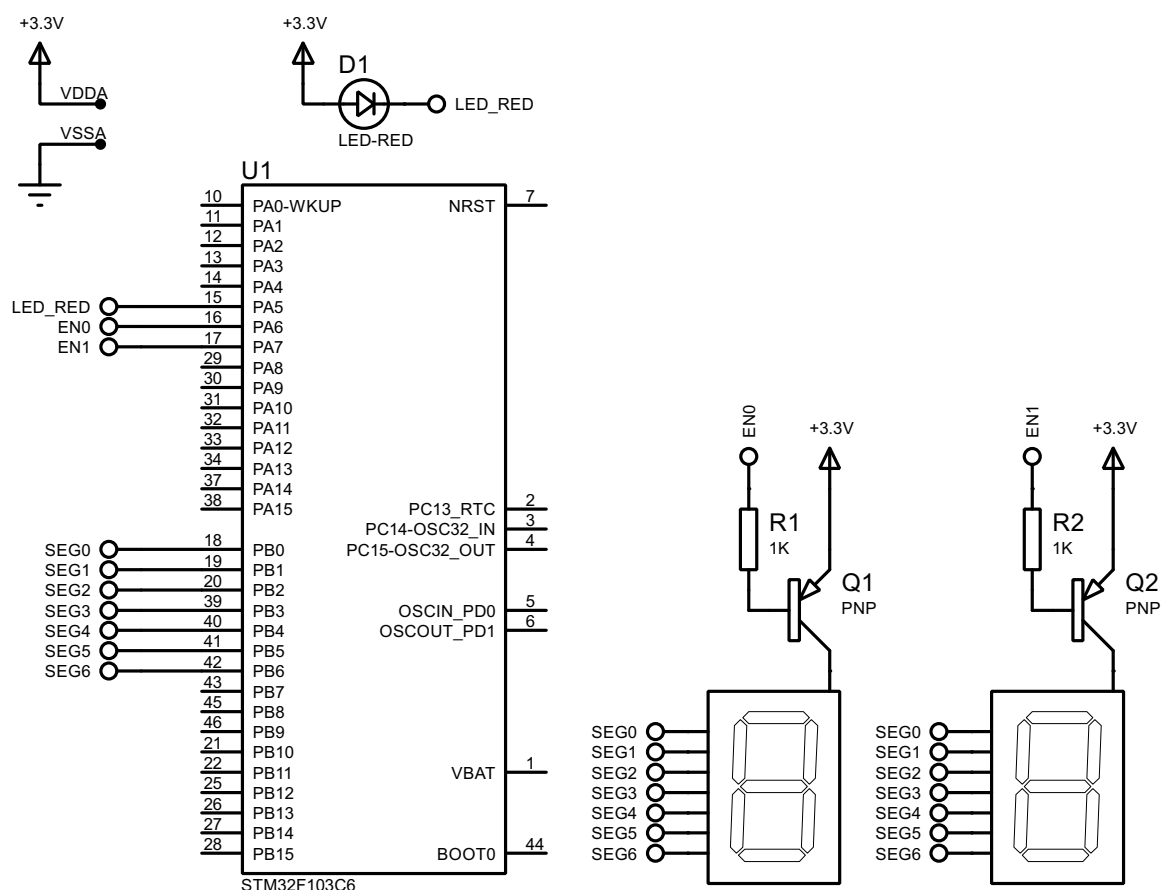 +3.3V
VDDA
VSSA
+3.3V
D1
LED_RED
LED-RED
U1
10 PA0-WKUP
11 PA1
12 PA2
13 PA3
14 PA4
LED_RED 15 PA5
EN0 16 PA6
EN1 17 PA7
29 PA8
30 PA9
31 PA10
32 PA11
33 PA12
34 PA13
37 PA14
38 PA15
SEG0 18 PB0
SEG1 19 PB1
SEG2 20 PB2
SEG3 39 PB3
SEG4 40 PB4
SEG5 41 PB5
SEG6 42 PB6
43 PB7
45 PB8
46 PB9
21 PB10
22 PB11
25 PB12
26 PB13
27 PB14
28 PB15
NRST 7
PC13_RTC 2
PC14-OSC32_IN 3
PC15-OSC32_OUT 4
OSCIN_PD0 5
OSCOUT_PD1 6
VBAT 1
BOOT0 44
STM32F103C6
EN0
+3.3V
R1
1K
Q1
PNP
SEG0
SEG1
SEG2
SEG3
SEG4
SEG5
SEG6
EN1
+3.3V
R2
1K
Q2
PNP
SEG0
SEG1
SEG2
SEG3
SEG4
SEG5
SEG6